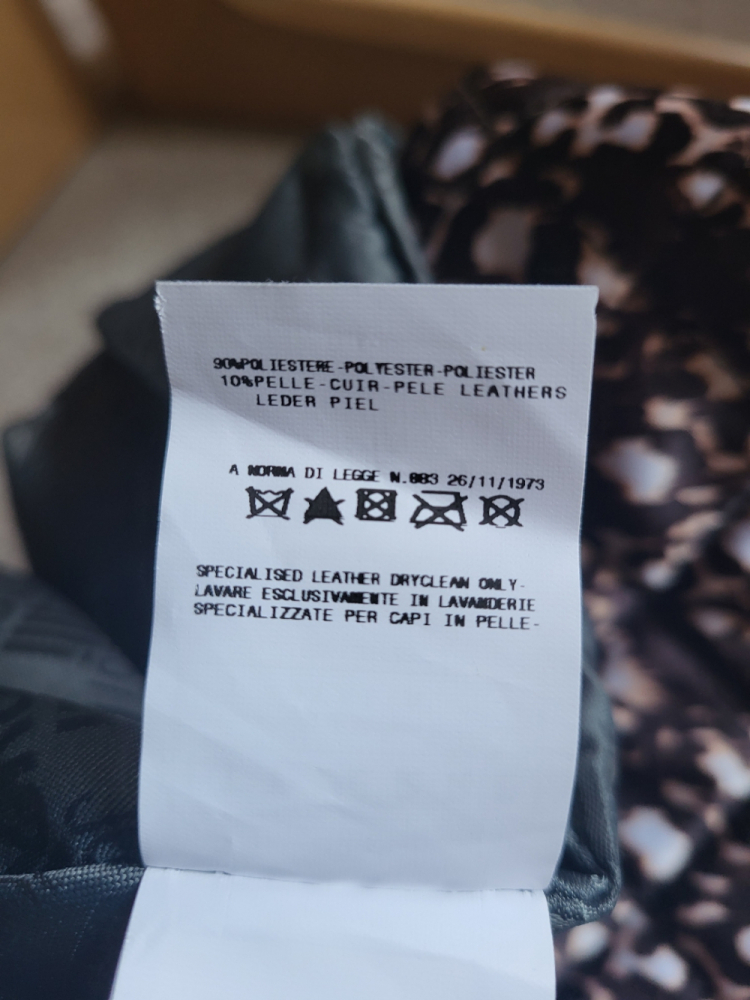 90%POLIESTERE-POLYESTER-POLIESTER
10%PELLE-CUIR-PELE LEATHERS
LEDER PIEL
A NORMA DI LEGGE N.883 26/11/1973
SPECIALISED LEATHER DRYCLEAN ONLY-
LAVARE ESCLUSIVAMENTE IN LAVANDERIE
SPECIALIZZATE PER CAPI IN PELLE-